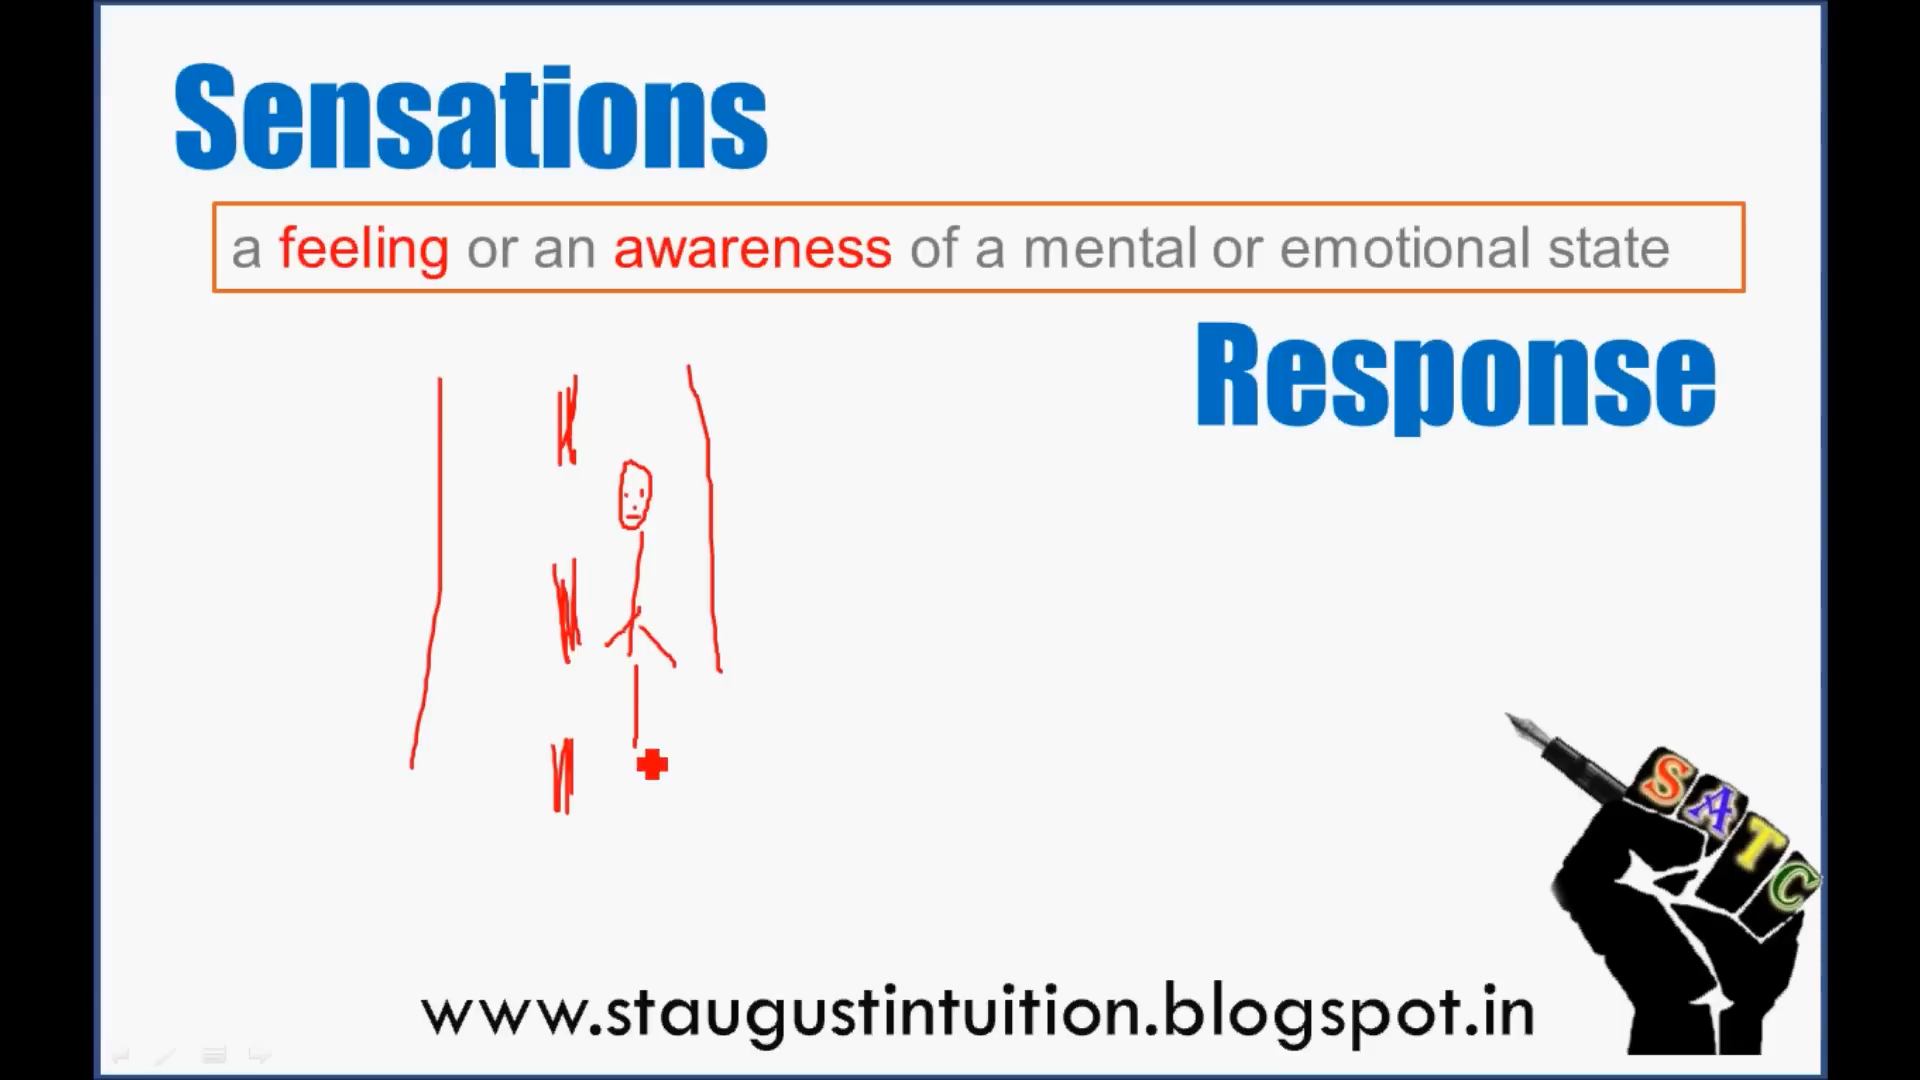 Sensations
a feeling or an awareness of a mental or emotional state
Response
SATC
www.staugustintuition.blogspot.in